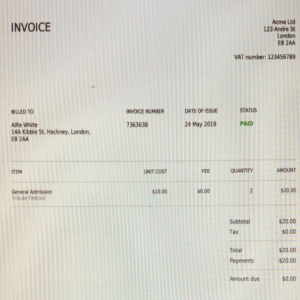 INVOICE
Acme Ltd
123 Andre St
London
E8 2AA
VAT number: 123456789
BILLED TO
INVOICE NUMBER
DATE OF ISSUE
STATUS
Alfie White
7363638
24 May 2019
PAID
14A Kibble St, Hackney, London,
E8 2AA
ITEM
UNIT COST
FEE
QUANTITY
AMOUNT
General Admission
$10.00
$0.00
2
$20.00
Tribute Festival
Subtotal
$20.00
Tax
$0.00
Total
$20.00
Payments
-$20.00
Amount due
$0.00